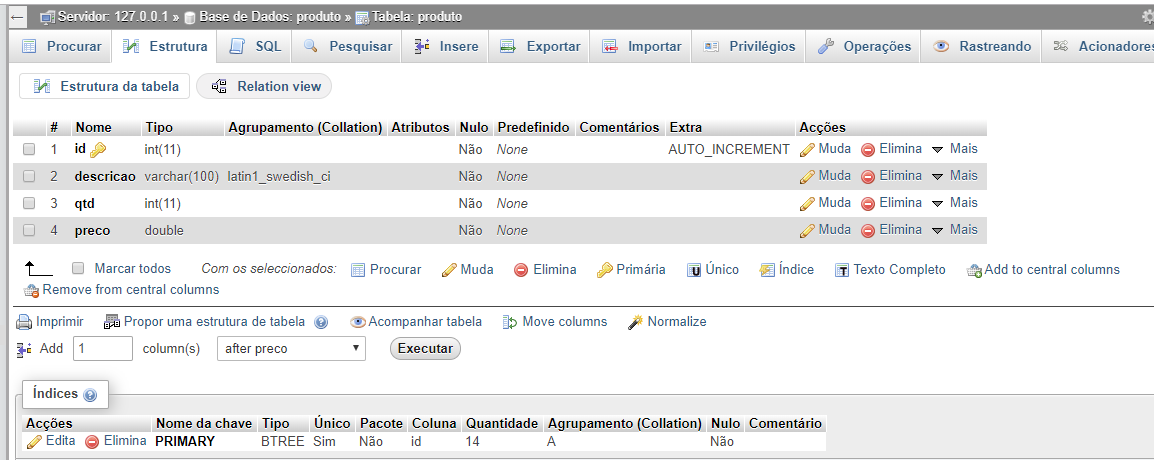 Servidor: 127.0.0.1 » Base de Dados: produto » Tabela: produto
Procurar Estrutura SQL Pesquisar Insere Exportar Importar Privilégios Operações Rastreando Acionadores
Estrutura da tabela Relation view
# Nome Tipo Agrupamento (Collation) Atributos Nulo Predefinido Comentários Extra Acções
1 id int(11) Não None AUTO_INCREMENT Muda Elimina Mais
2 descricao varchar(100) latin1_swedish_ci Não None Muda Elimina Mais
3 qtd int(11) Não None Muda Elimina Mais
4 preco double Não None Muda Elimina Mais
Marcar todos Com os seleccionados: Procurar Muda Elimina Primária Único Índice Texto Completo Add to central columns
Remove from central columns
Imprimir Propor uma estrutura de tabela Acompanhar tabela Move columns Normalize
Add 1 column(s) after preco Executar
Índices
Acções Nome da chave Tipo Único Pacote Coluna Quantidade Agrupamento (Collation) Nulo Comentário
Edita Elimina PRIMARY BTREE Sim Não id 14 A Não